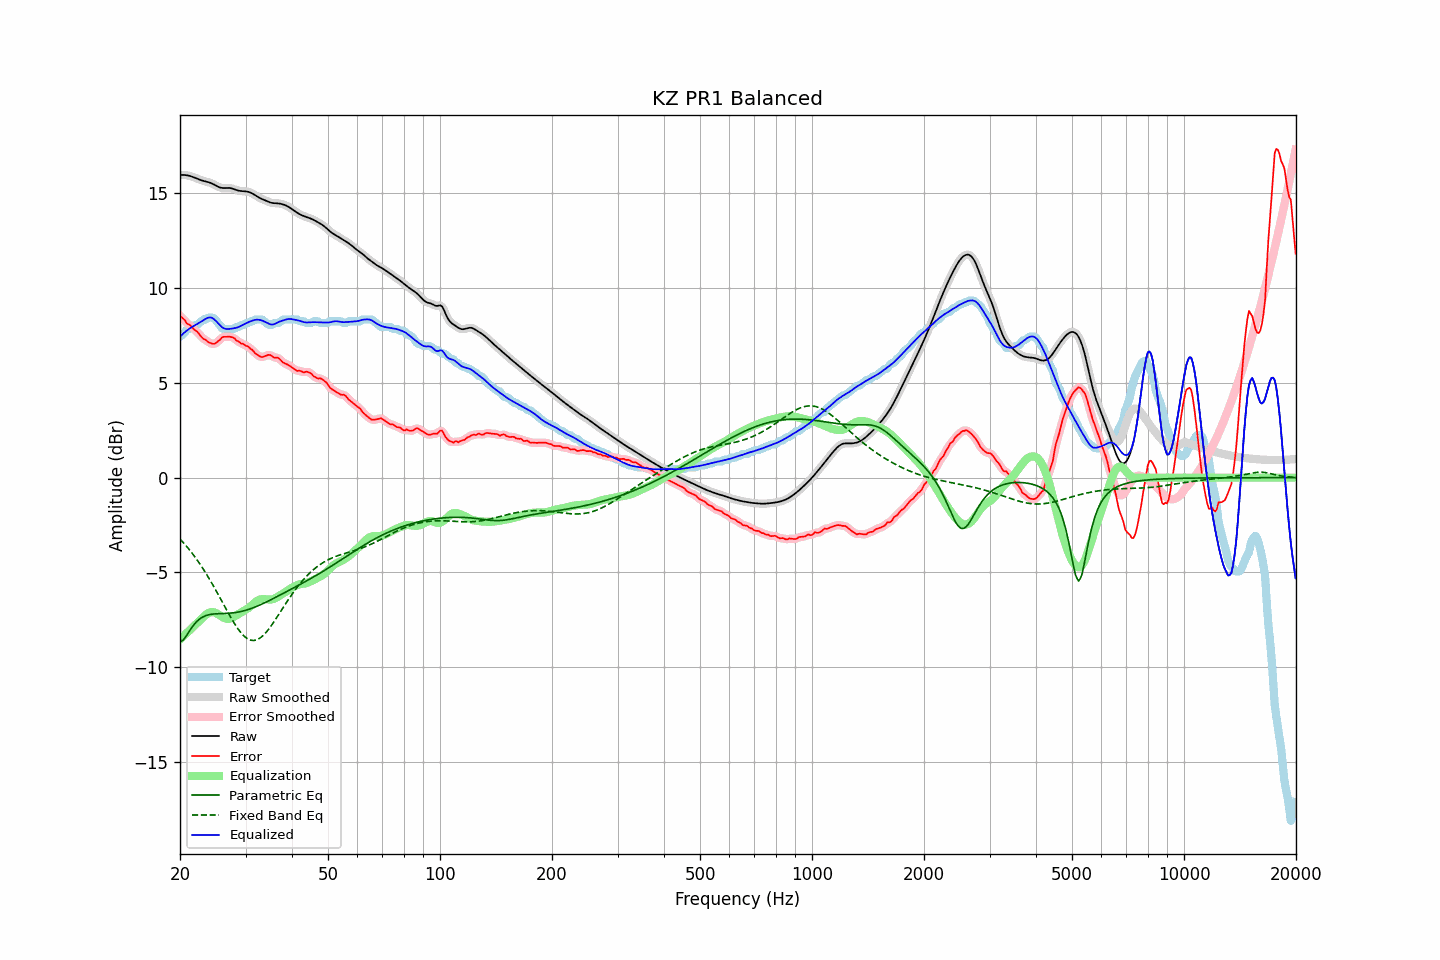 KZ PR1 Balanced
Amplitude (dBr)
15
10
5
0
−5
−10
−15
Target
Raw Smoothed
Error Smoothed
Raw
Error
Equalization
Parametric Eq
Fixed Band Eq
Equalized
20 50 100 200 500 1000 2000 5000 10000 20000
Frequency (Hz)